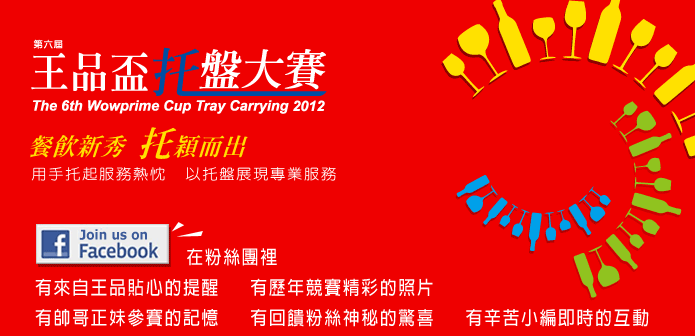 第六屆
王品盃托盤大賽
The 6th Wowprime Cup Tray Carrying 2012
餐飲新秀 托穎而出
用手托起服務熱忱 以托盤展現專業服務
f Join us on
Facebook
在粉絲團裡
有來自王品貼心的提醒 有歷年競賽精彩的照片
有帥哥正妹參賽的記憶 有回饋粉絲神秘的驚喜 有辛苦小編即時的互動